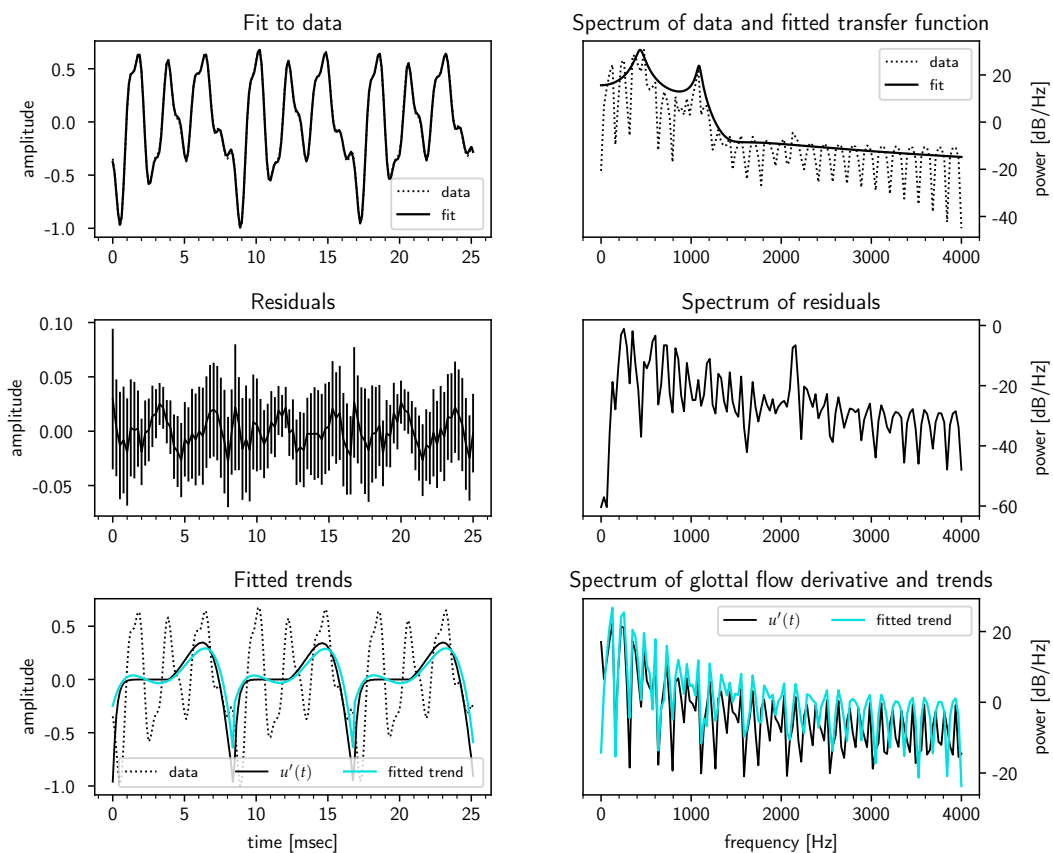 Fit to data
0.5
0.0
-0.5
-1.0
amplitude
data
fit
0 5 10 15 20 25
Spectrum of data and fitted transfer function
data
fit
20
0
-20
-40
power [dB/Hz]
0 1000 2000 3000 4000
Residuals
0.10
0.05
0.00
-0.05
amplitude
0 5 10 15 20 25
Spectrum of residuals
0
-20
-40
-60
power [dB/Hz]
0 1000 2000 3000 4000
Fitted trends
0.5
0.0
-0.5
-1.0
amplitude
data u′(t) fitted trend
0 5 10 15 20 25
time [msec]
Spectrum of glottal flow derivative and trends
u′(t) fitted trend
20
0
-20
power [dB/Hz]
0 1000 2000 3000 4000
frequency [Hz]